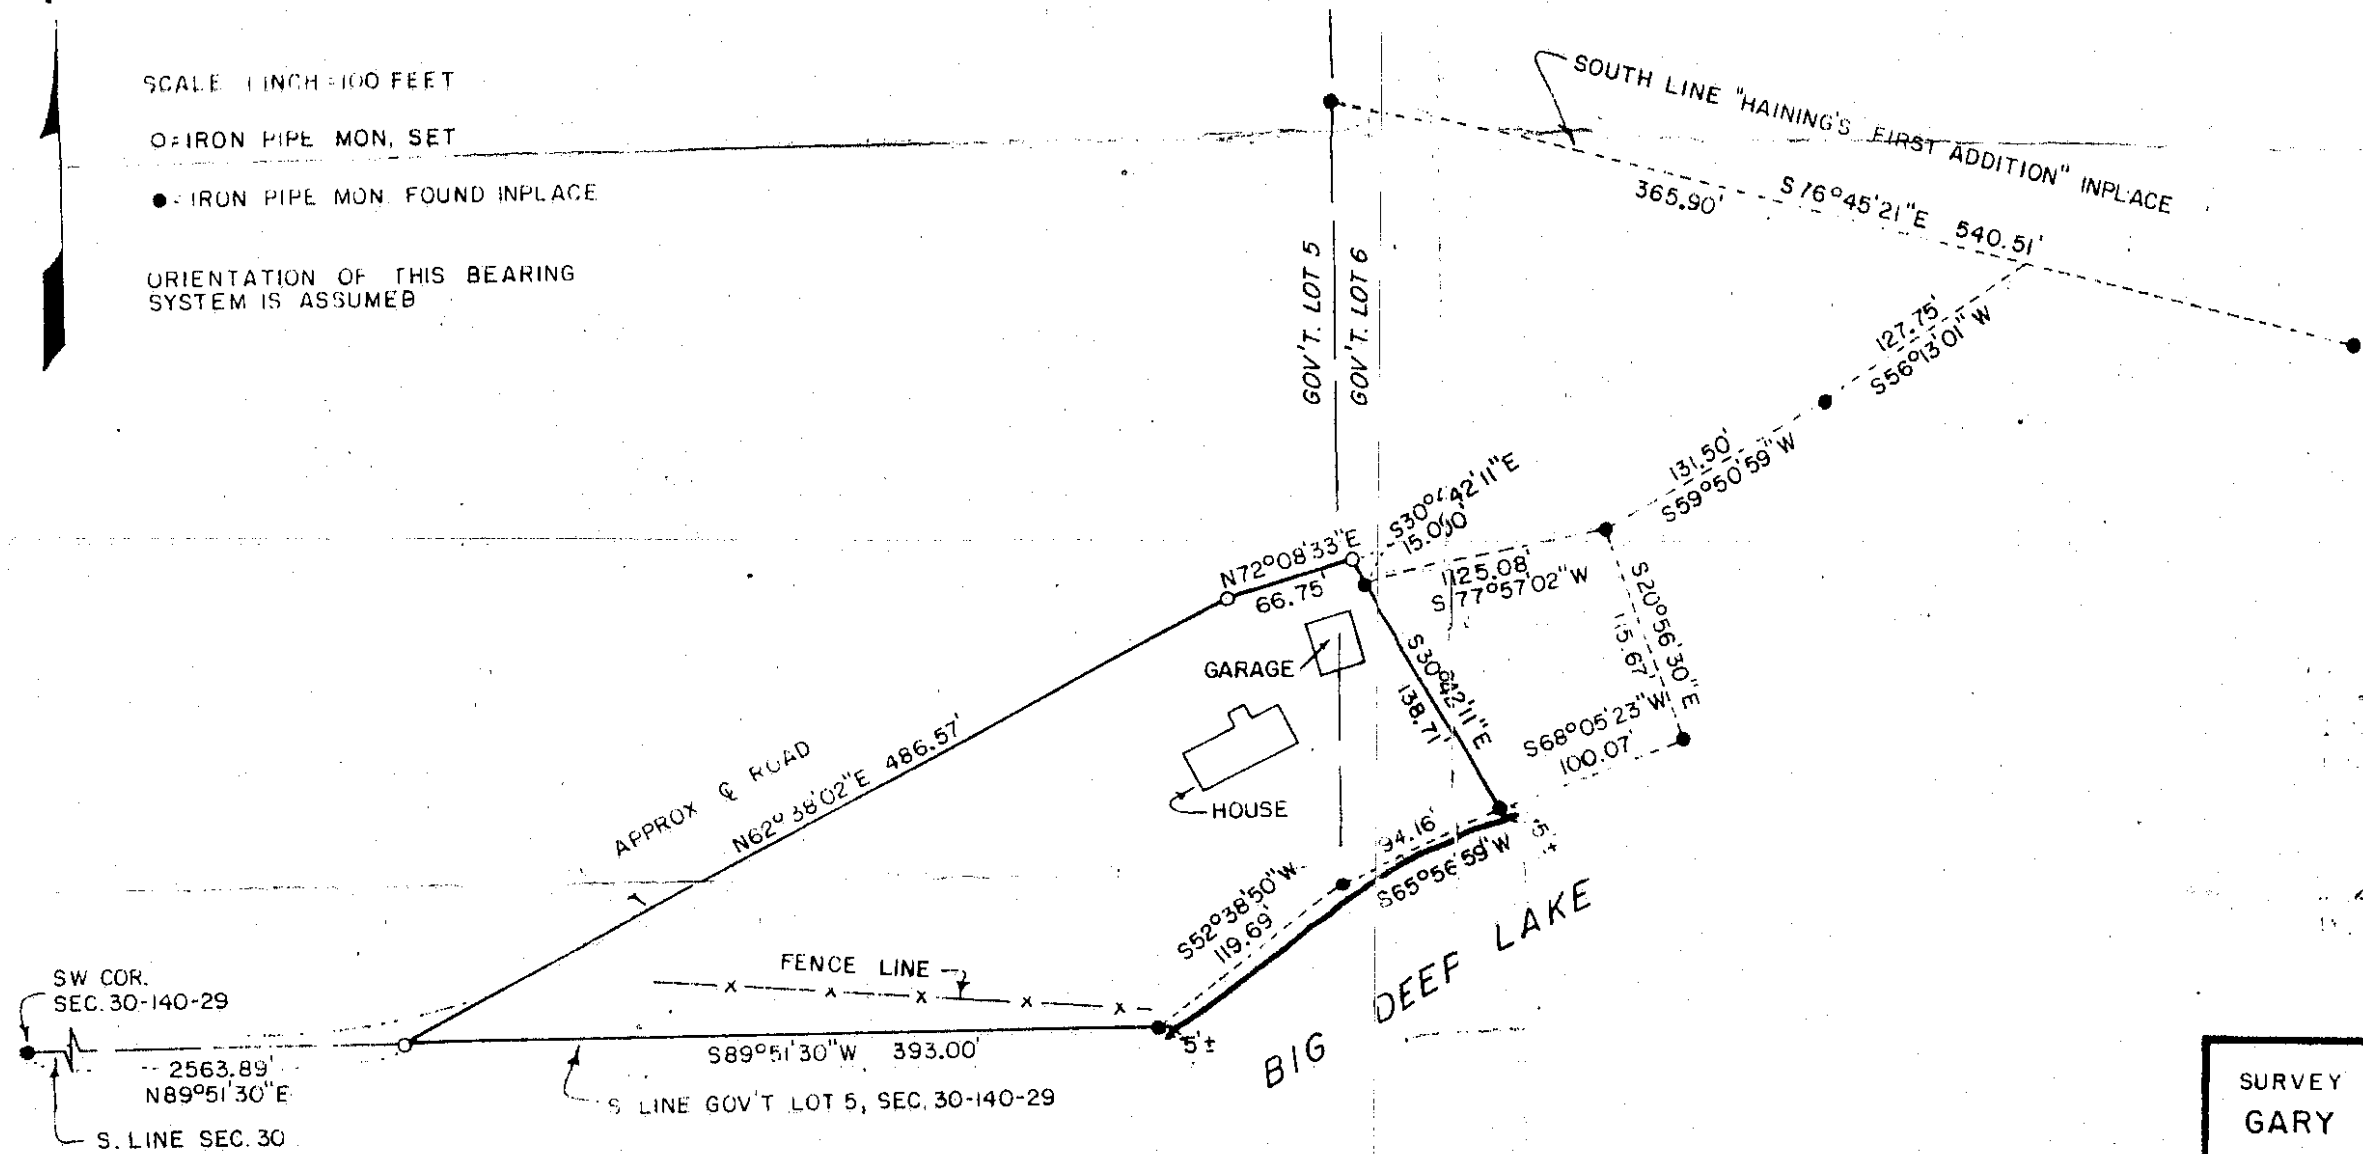 SCALE 1 INCH = 100 FEET
O = IRON PIPE MON. SET
● = IRON PIPE MON. FOUND INPLACE
ORIENTATION OF THIS BEARING
SYSTEM IS ASSUMED
SOUTH LINE "HAINING'S FIRST ADDITION" INPLACE
365.90'
S76°45'21"E 540.51'
GOV'T. LOT 5
GOV'T. LOT 6
127.75'
S56°13'01"W
131.50'
S59°50'59"W
S30°42'11"E
15.00'
N72°08'33"E
66.75'
125.08'
S77°57'02"W
S20°56'30"E
115.67'
GARAGE
S30°42'11"E
138.71'
S68°05'23"W
100.07'
HOUSE
APPROX ℄ ROAD
N62°38'02"E 486.57'
94.16'
S65°56'59"W
5'±
S52°38'50"W
119.69'
BIG DEEP LAKE
FENCE LINE
SW COR.
SEC. 30-140-29
2563.89'
N89°51'30"E
S89°51'30"W 393.00'
5'±
S LINE GOV'T LOT 5, SEC. 30-140-29
S. LINE SEC. 30
SURVEY
GARY